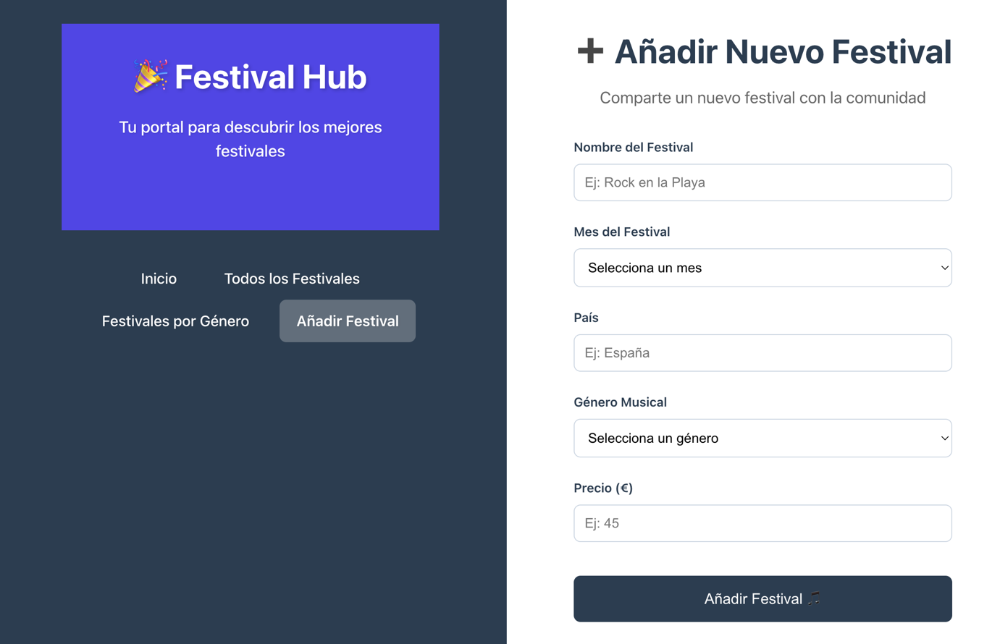 🎉 Festival Hub
Tu portal para descubrir los mejores
festivales
Inicio
Todos los Festivales
Festivales por Género
Añadir Festival
➕ Añadir Nuevo Festival
Comparte un nuevo festival con la comunidad
Nombre del Festival
Ej: Rock en la Playa
Mes del Festival
Selecciona un mes
País
Ej: España
Género Musical
Selecciona un género
Precio (€)
Ej: 45
Añadir Festival 🎵